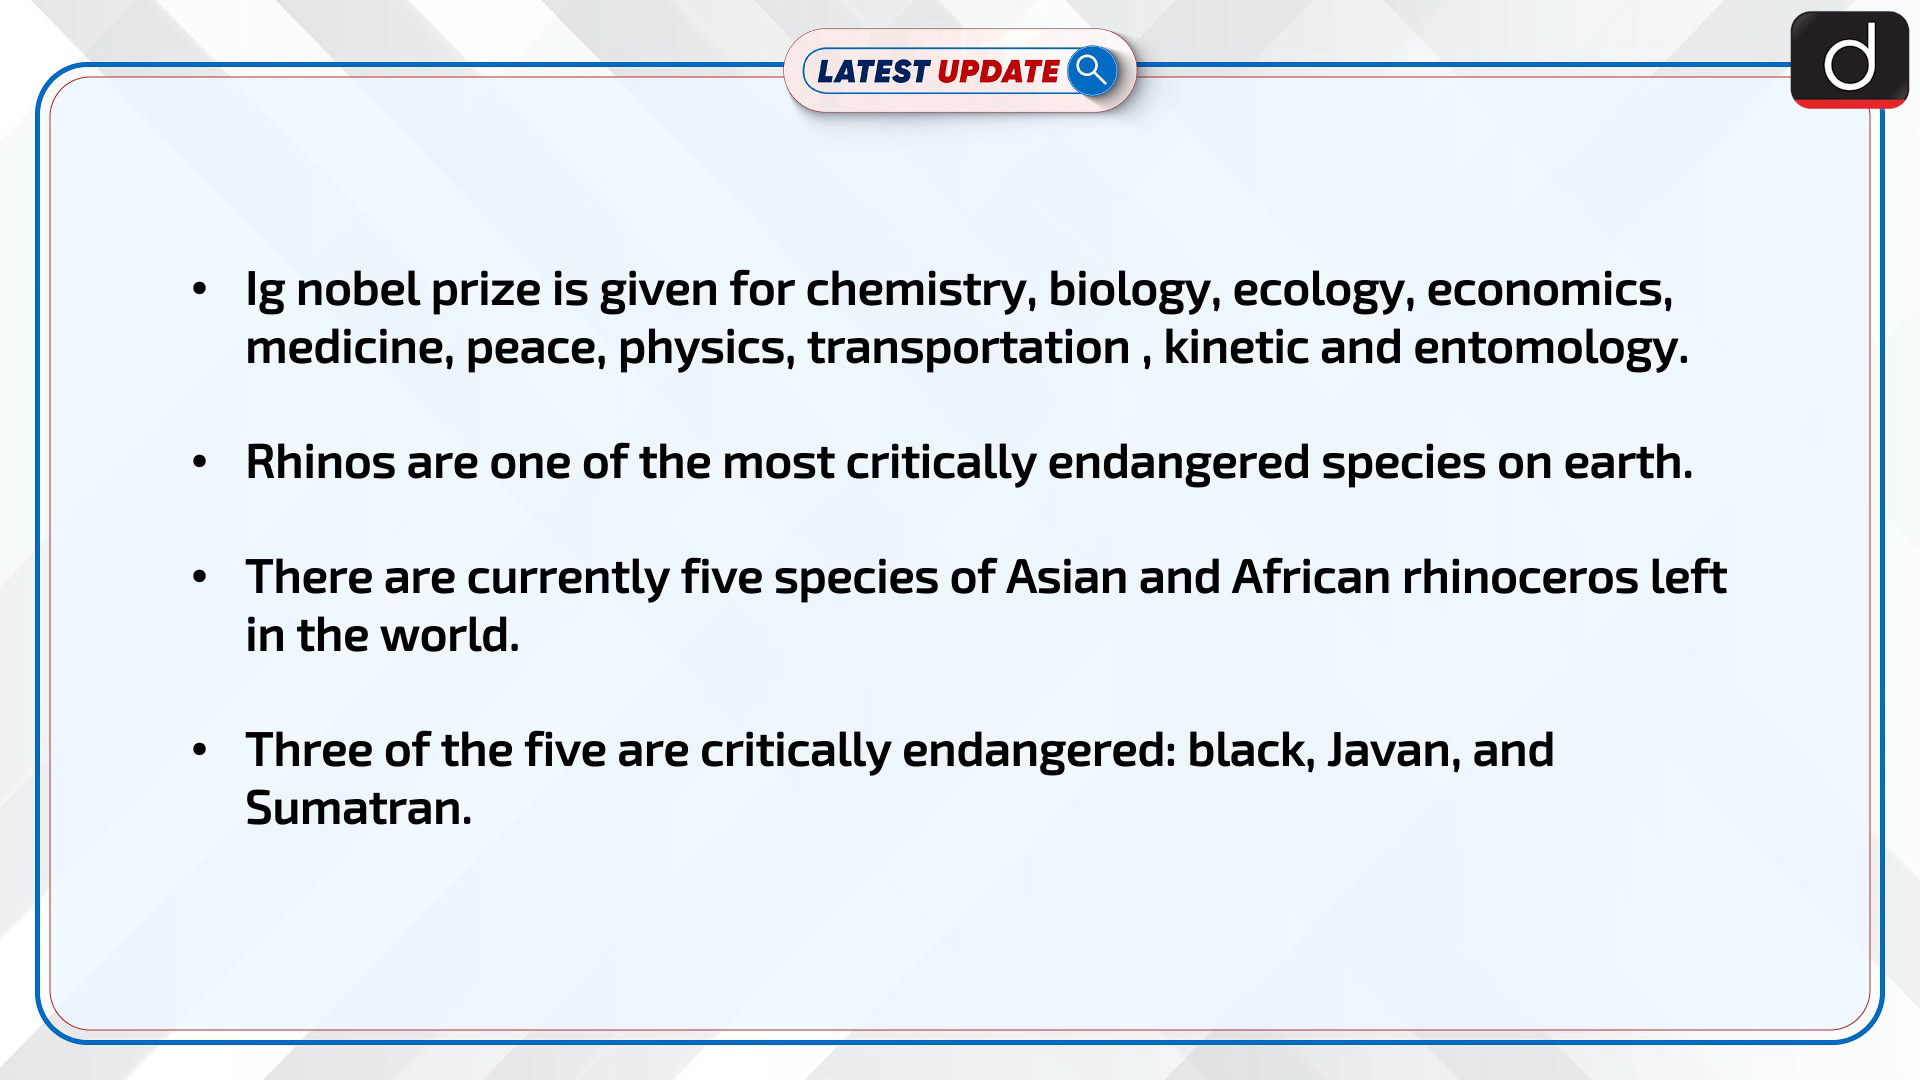 LATEST UPDATE
d
• Ig nobel prize is given for chemistry, biology, ecology, economics,
medicine, peace, physics, transportation , kinetic and entomology.
• Rhinos are one of the most critically endangered species on earth.
• There are currently five species of Asian and African rhinoceros left
in the world.
• Three of the five are critically endangered: black, Javan, and
Sumatran.